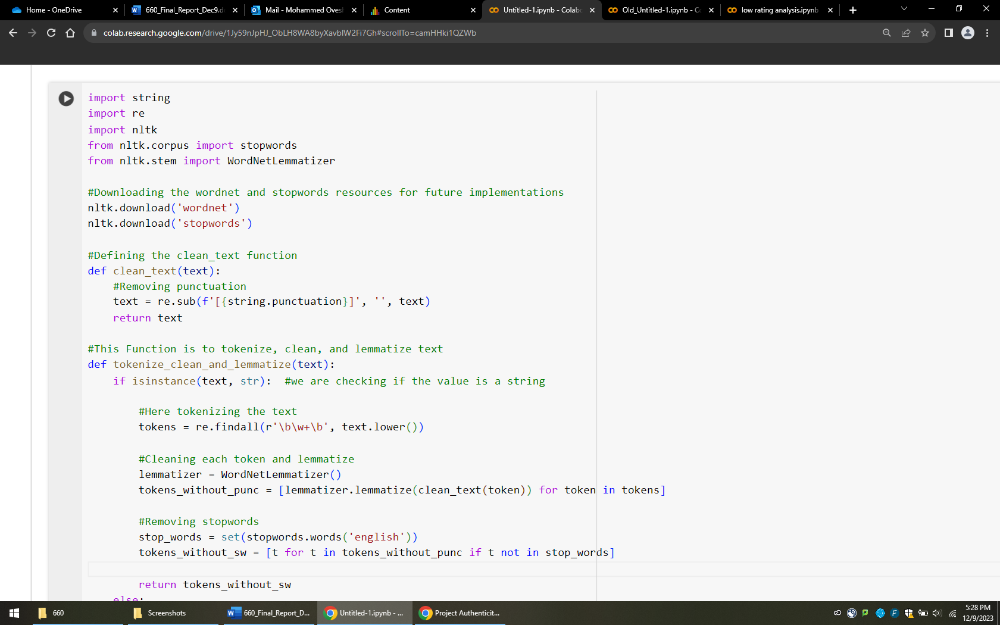 Home - OneDrive
660_Final_Report_Dec9.d
Mail - Mohammed Oves
Content
Untitled-1.ipynb - Colab
Old_Untitled-1.ipynb - C
low rating analysis.ipynb
colab.research.google.com/drive/1Jy59nJpHJ_ObLH8WA8byXavblW2Fi7Gh#scrollTo=camHHki1QZWb
import string
import re
import nltk
from nltk.corpus import stopwords
from nltk.stem import WordNetLemmatizer
#Downloading the wordnet and stopwords resources for future implementations
nltk.download('wordnet')
nltk.download('stopwords')
#Defining the clean_text function
def clean_text(text):
#Removing punctuation
text = re.sub(f'[{string.punctuation}]', '', text)
return text
#This Function is to tokenize, clean, and lemmatize text
def tokenize_clean_and_lemmatize(text):
if isinstance(text, str):  #we are checking if the value is a string
#Here tokenizing the text
tokens = re.findall(r'\b\w+\b', text.lower())
#Cleaning each token and lemmatize
lemmatizer = WordNetLemmatizer()
tokens_without_punc = [lemmatizer.lemmatize(clean_text(token)) for token in tokens]
#Removing stopwords
stop_words = set(stopwords.words('english'))
tokens_without_sw = [t for t in tokens_without_punc if t not in stop_words]
return tokens_without_sw
else:
660
Screenshots
660_Final_Report_D...
Untitled-1.ipynb - ...
Project Authenticit...
5:28 PM
12/9/2023